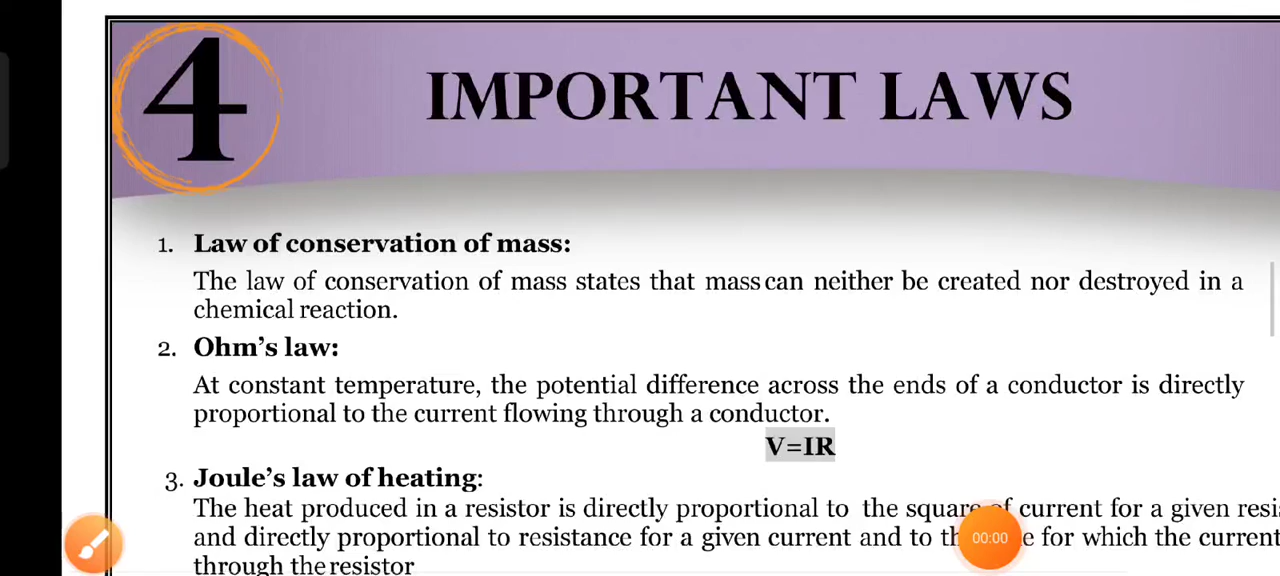 4
IMPORTANT LAWS
1. Law of conservation of mass:
The law of conservation of mass states that mass can neither be created nor destroyed in a
chemical reaction.
2. Ohm's law:
At constant temperature, the potential difference across the ends of a conductor is directly
proportional to the current flowing through a conductor.
V=IR
3. Joule's law of heating:
The heat produced in a resistor is directly proportional to the square of current for a given
and directly proportional to resistance for a given current and to for which the current
through the resistor
00:00